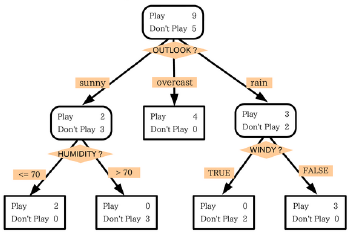 Play 9
Don't Play 5
OUTLOOK ?
sunny
overcast
rain
Play 2
Don't Play 3
Play 4
Don't Play 0
Play 3
Don't Play 2
HUMIDITY ?
WINDY ?
<= 70
> 70
TRUE
FALSE
Play 2
Don't Play 0
Play 0
Don't Play 3
Play 0
Don't Play 2
Play 3
Don't Play 0